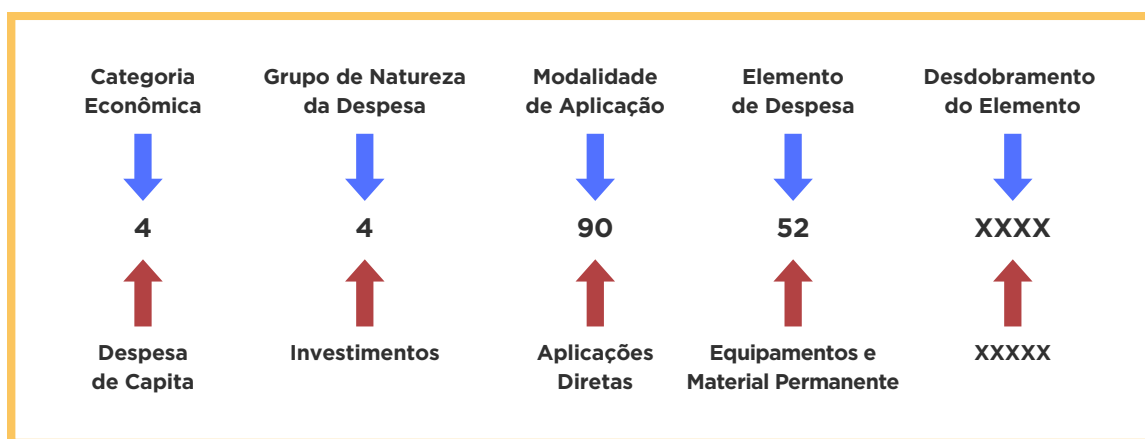 Categoria
Econômica
Grupo de Natureza
da Despesa
Modalidade
de Aplicação
Elemento
de Despesa
Desdobramento
do Elemento
4
4
90
52
XXXX
Despesa
de Capita
Investimentos
Aplicações
Diretas
Equipamentos e
Material Permanente
XXXXX